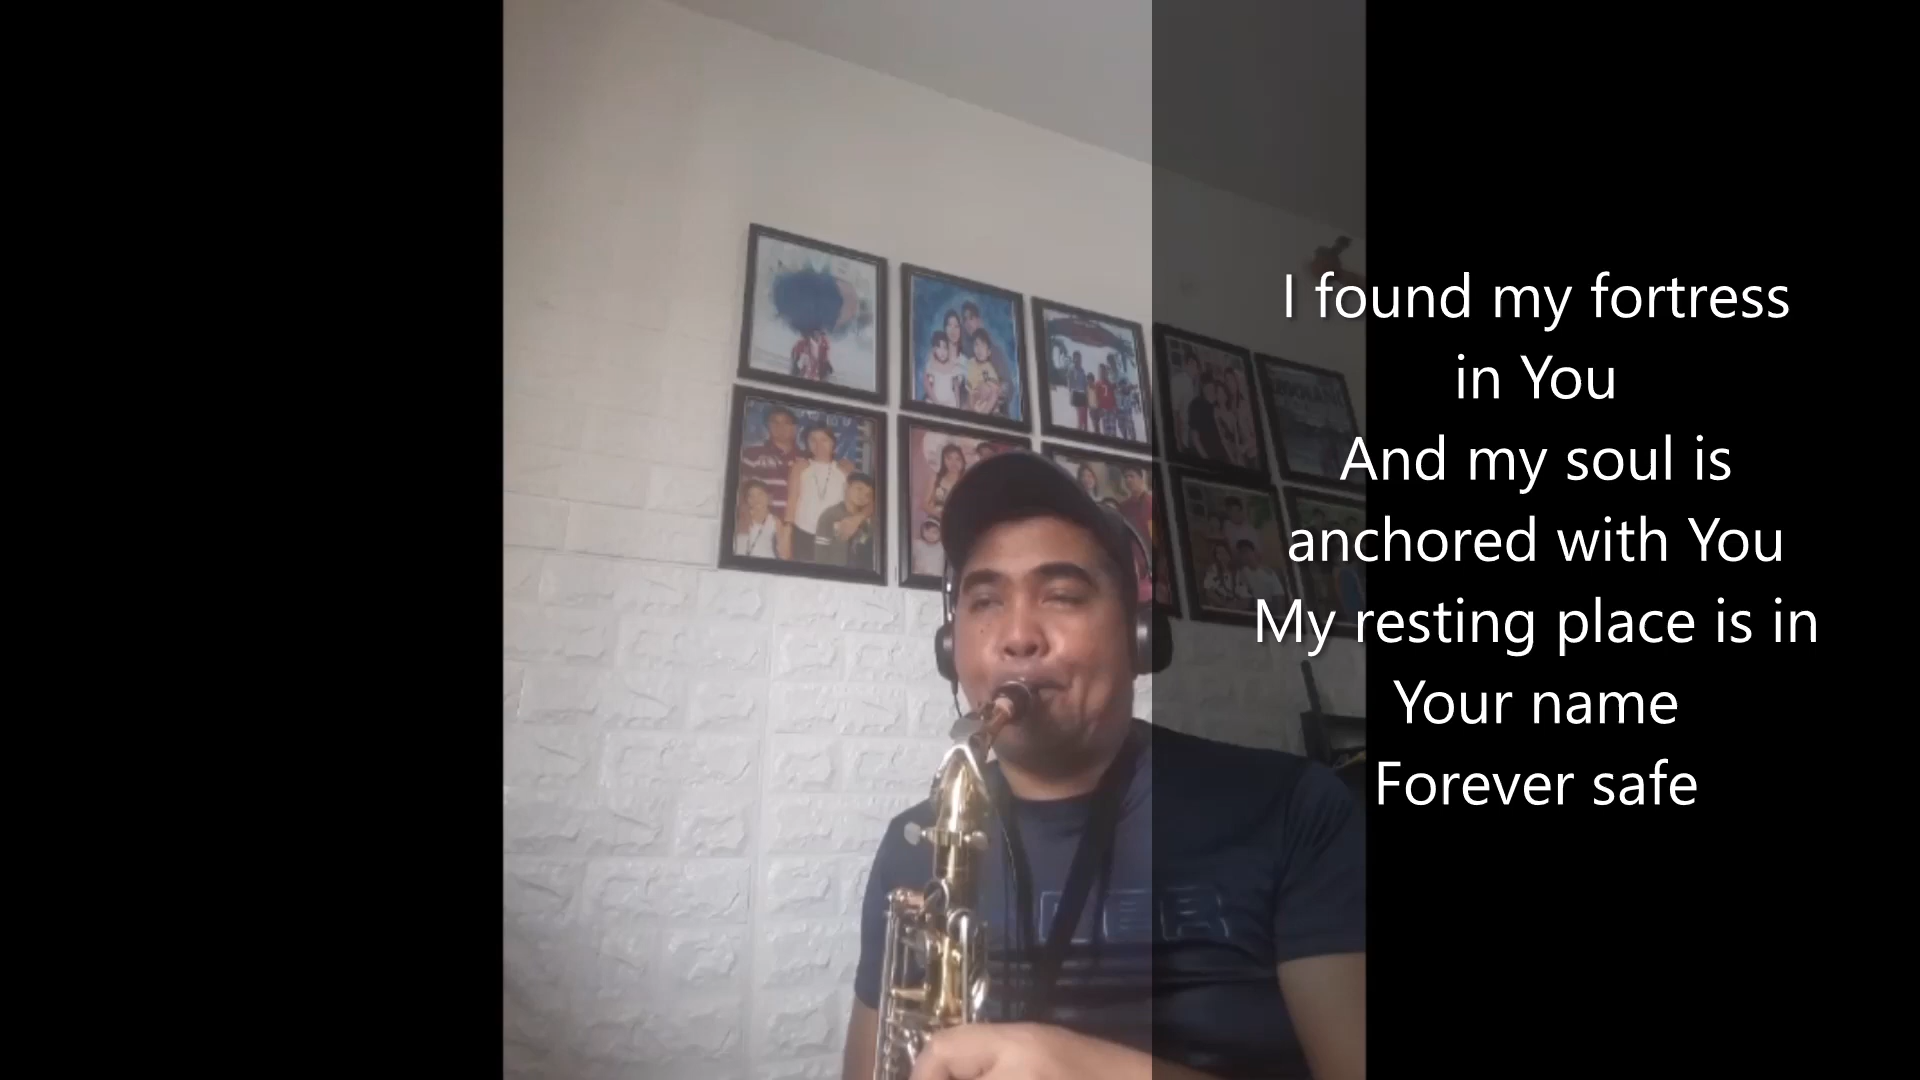 I found my fortress
in You
And my soul is
anchored with You
My resting place is in
Your name
Forever safe